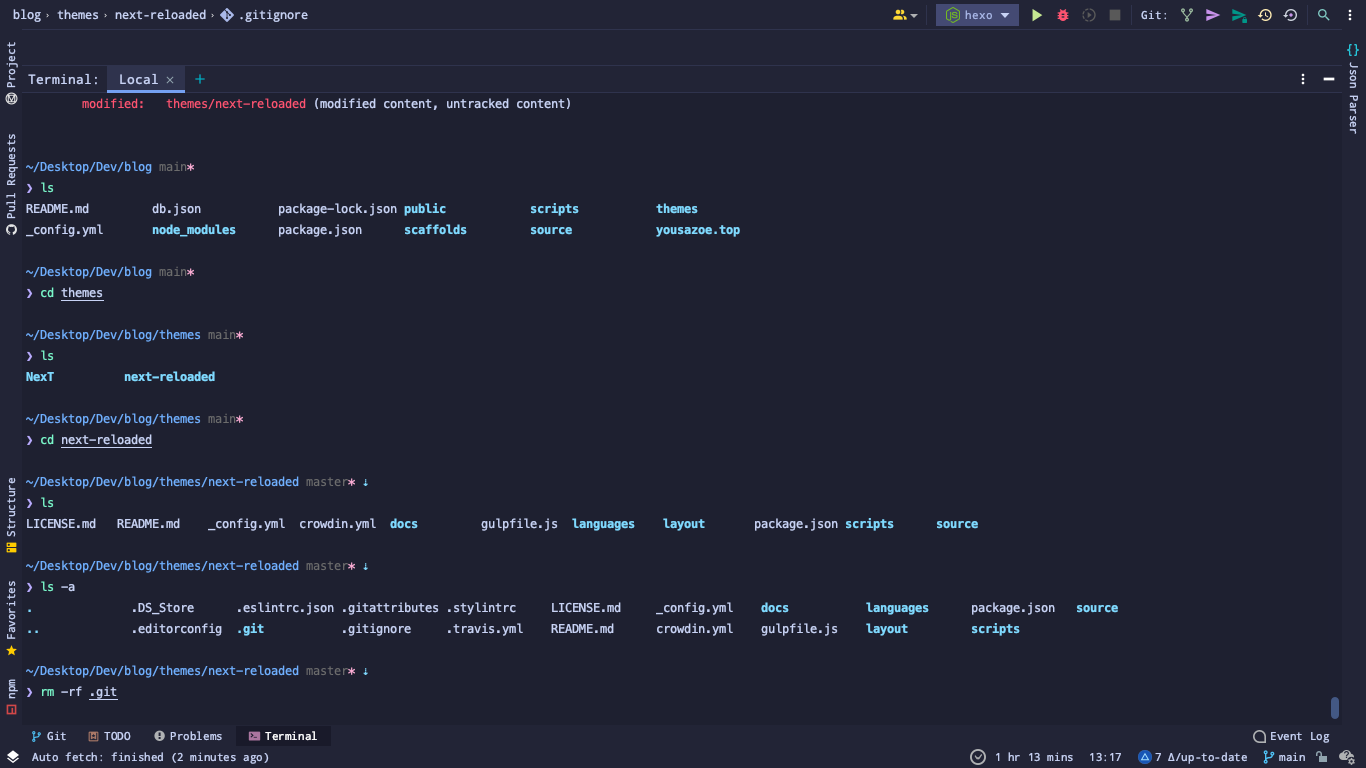 blog › themes › next-reloaded › .gitignore
hexo
Git:
Project
Pull Requests
Structure
Favorites
npm
{} Json Parser
Terminal: Local × +
modified: themes/next-reloaded (modified content, untracked content)
~/Desktop/Dev/blog main*
❯ ls
README.md db.json package-lock.json public scripts themes
_config.yml node_modules package.json scaffolds source yousazoe.top
~/Desktop/Dev/blog main*
❯ cd themes
~/Desktop/Dev/blog/themes main*
❯ ls
NexT next-reloaded
~/Desktop/Dev/blog/themes main*
❯ cd next-reloaded
~/Desktop/Dev/blog/themes/next-reloaded master* ↓
❯ ls
LICENSE.md README.md _config.yml crowdin.yml docs gulpfile.js languages layout package.json scripts source
~/Desktop/Dev/blog/themes/next-reloaded master* ↓
❯ ls -a
. .DS_Store .eslintrc.json .gitattributes .stylintrc LICENSE.md _config.yml docs languages package.json source
.. .editorconfig .git .gitignore .travis.yml README.md crowdin.yml gulpfile.js layout scripts
~/Desktop/Dev/blog/themes/next-reloaded master* ↓
❯ rm -rf .git
Git TODO Problems Terminal Event Log
Auto fetch: finished (2 minutes ago) 1 hr 13 mins 13:17 7 Δ/up-to-date main